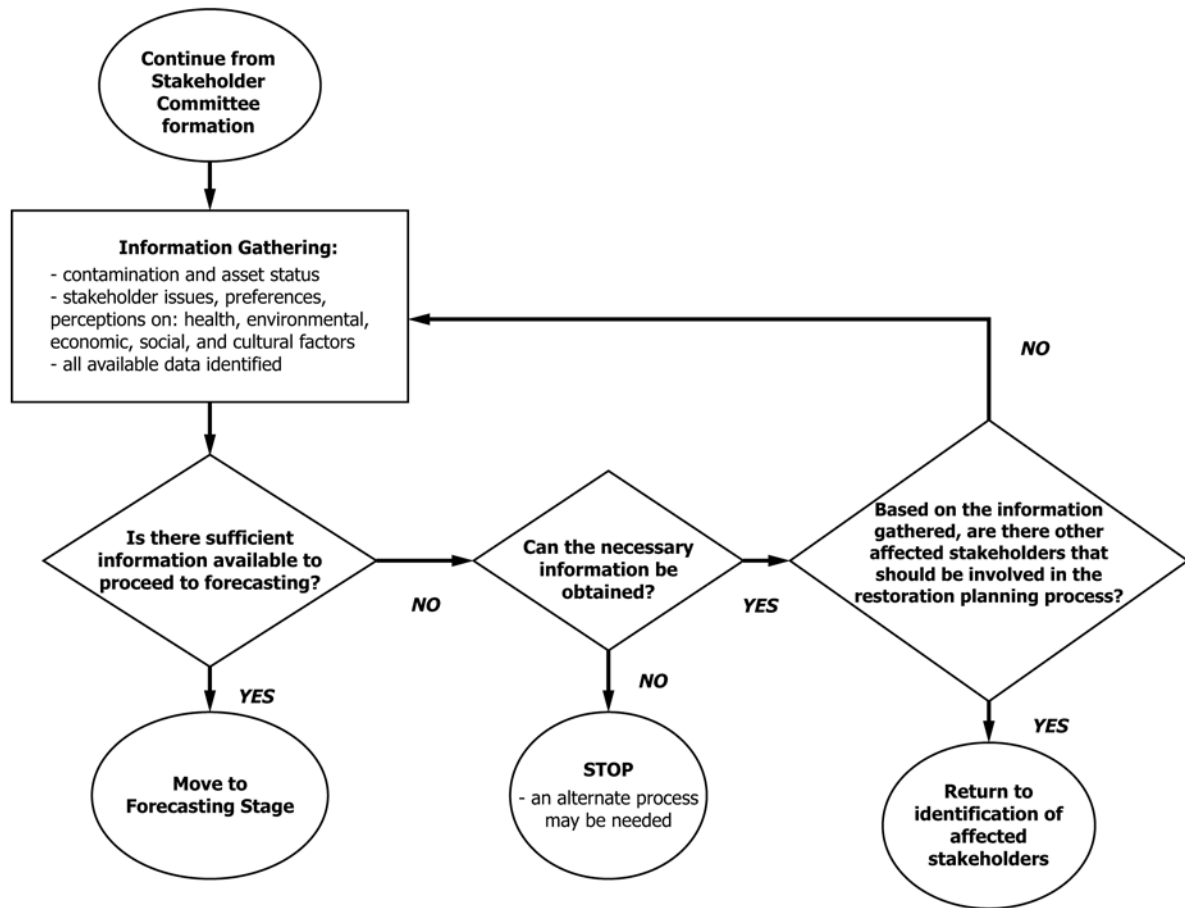 Continue from
Stakeholder
Committee
formation
Information Gathering:
- contamination and asset status
- stakeholder issues, preferences,
perceptions on: health, environmental,
economic, social, and cultural factors
- all available data identified
NO
Is there sufficient
information available to
proceed to forecasting?
NO
Can the necessary
information be
obtained?
YES
Based on the information
gathered, are there other
affected stakeholders that
should be involved in the
restoration planning process?
YES
NO
YES
Move to
Forecasting Stage
STOP
- an alternate process
may be needed
Return to
identification of
affected
stakeholders